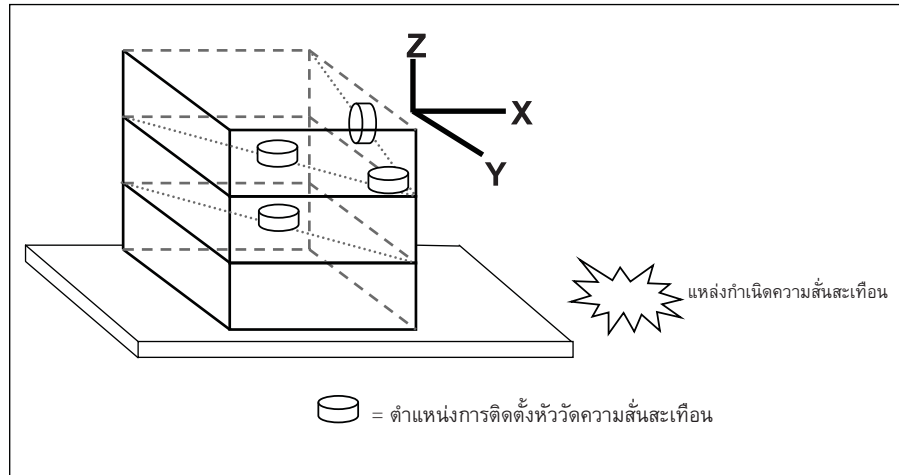 Z
X
Y
แหล่งกำเนิดความสั่นสะเทือน
= ตำแหน่งการติดตั้งหัววัดความสั่นสะเทือน